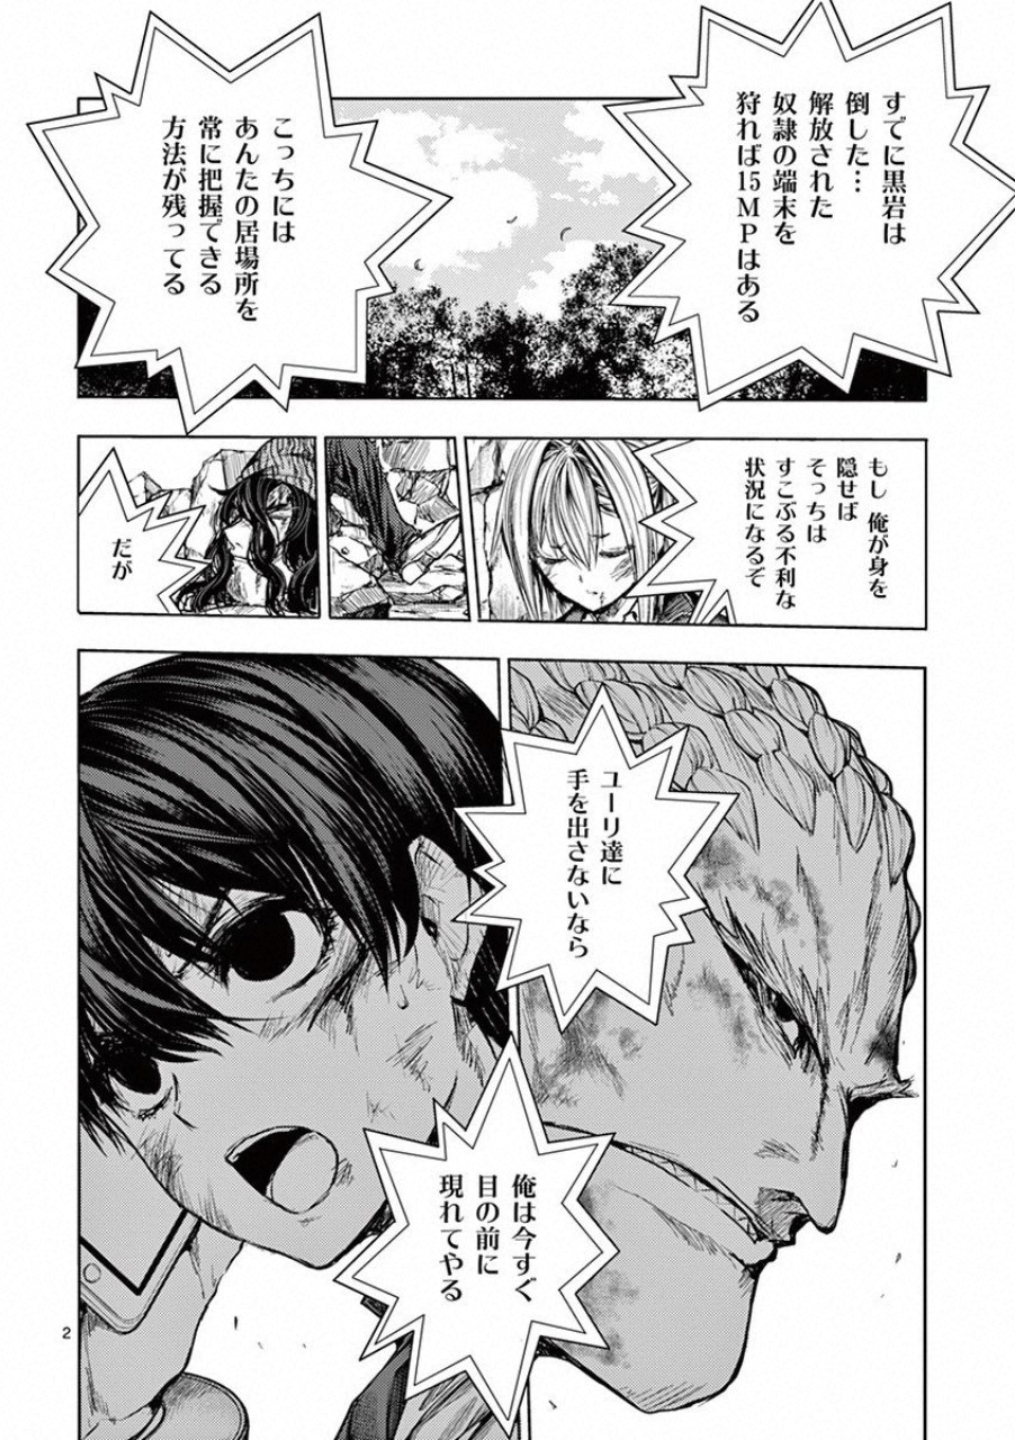 すでに黒岩は
倒した…
解放された
奴隷の端末を
狩れば15MPはある
こっちには
あんたの居場所を
常に把握できる
方法が残ってる
もし 俺が身を
隠せば
そっちは
すこぶる不利な
状況になるぞ
だが
ユーリ達に
手を出さないなら
俺は今すぐ
目の前に
現れてやる
2